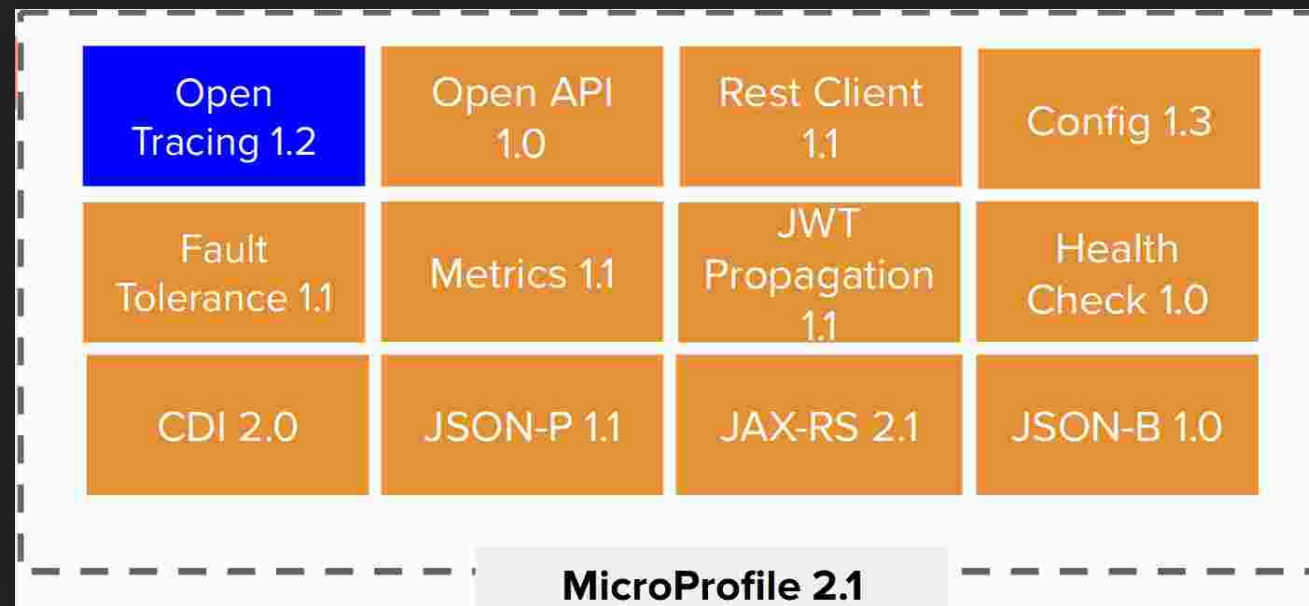 Open
Tracing 1.2
Open API
1.0
Rest Client
1.1
Config 1.3
Fault
Tolerance 1.1
Metrics 1.1
JWT
Propagation
1.1
Health
Check 1.0
CDI 2.0
JSON-P 1.1
JAX-RS 2.1
JSON-B 1.0
MicroProfile 2.1